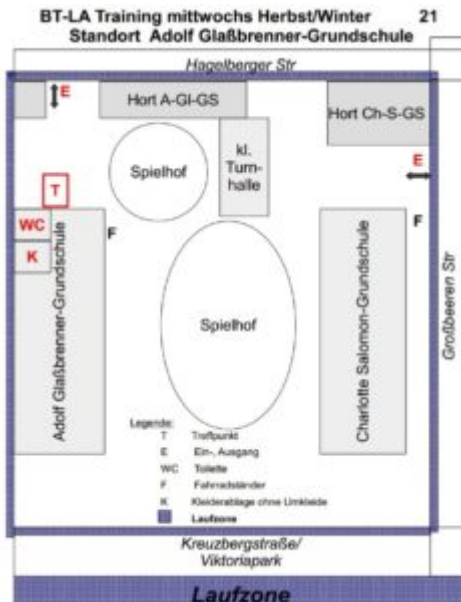 BT-LA Training mittwochs Herbst/Winter 21
Standort Adolf Glaßbrenner-Grundschule
Hagelberger Str
E
Hort A-Gl-GS
Hort Ch-S-GS
kl.
Turn-
halle
Spielhof
E
T
WC
F
F
K
Adolf Glaßbrenner-Grundschule
Spielhof
Charlotte Salomon-Grundschule
Großbeeren Str
Legende:
T Treffpunkt
E Ein-, Ausgang
WC Toilette
F Fahrradständer
K Kleiderablage ohne Umkleide
Laufzone
Kreuzbergstraße/
Viktoriapark
Laufzone